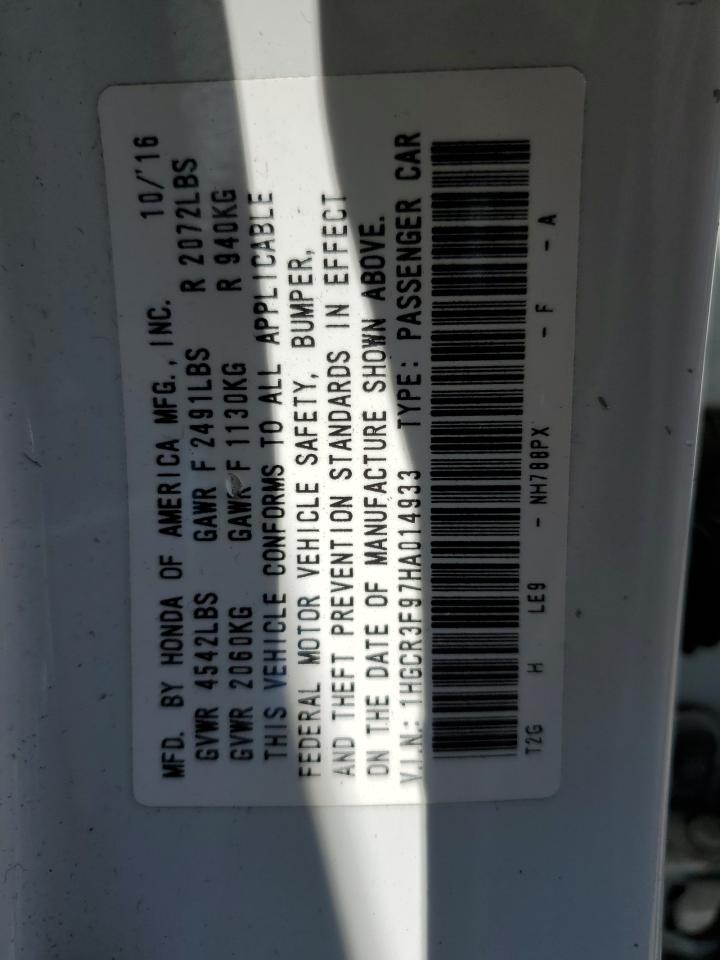 MFD. BY HONDA OF AMERICA MFG., INC. 10/'16
GVWR 4542LBS GAWR F 2491LBS R 2072LBS
GVWR 2060KG GAWR F 1130KG R 940KG
THIS VEHICLE CONFORMS TO ALL APPLICABLE
FEDERAL MOTOR VEHICLE SAFETY, BUMPER,
AND THEFT PREVENTION STANDARDS IN EFFECT
ON THE DATE OF MANUFACTURE SHOWN ABOVE.
V.I.N.: 1HGCR3F97HA014933 TYPE: PASSENGER CAR
T2G H LE9 - NH788PX - F - A